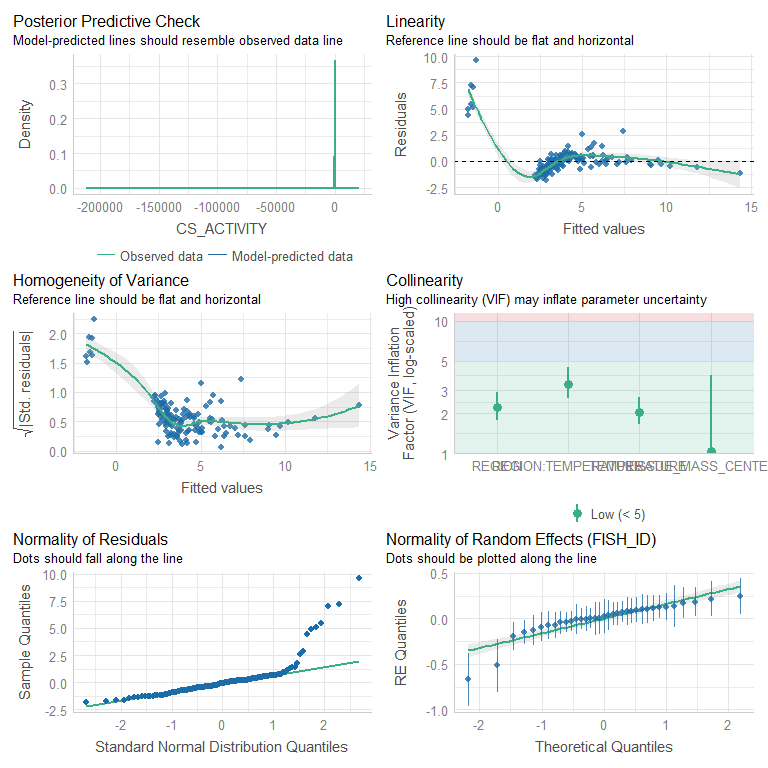 Posterior Predictive Check
Model-predicted lines should resemble observed data line
Density
0.3
0.2
0.1
0.0
-200000 -150000 -100000 -50000 0
CS_ACTIVITY
Observed data Model-predicted data
Linearity
Reference line should be flat and horizontal
Residuals
10.0
7.5
5.0
2.5
0.0
-2.5
0 5 10 15
Fitted values
Homogeneity of Variance
Reference line should be flat and horizontal
√|Std. residuals|
2.0
1.5
1.0
0.5
0.0
0 5 10 15
Fitted values
Collinearity
High collinearity (VIF) may inflate parameter uncertainty
Variance Inflation
Factor (VIF, log-scaled)
10
5
3
2
1
Low (< 5)
Normality of Residuals
Dots should fall along the line
Sample Quantiles
10.0
7.5
5.0
2.5
0.0
-2.5
-2 -1 0 1 2
Standard Normal Distribution Quantiles
Normality of Random Effects (FISH_ID)
Dots should be plotted along the line
RE Quantiles
0.5
0.0
-0.5
-1.0
-2 -1 0 1 2
Theoretical Quantiles